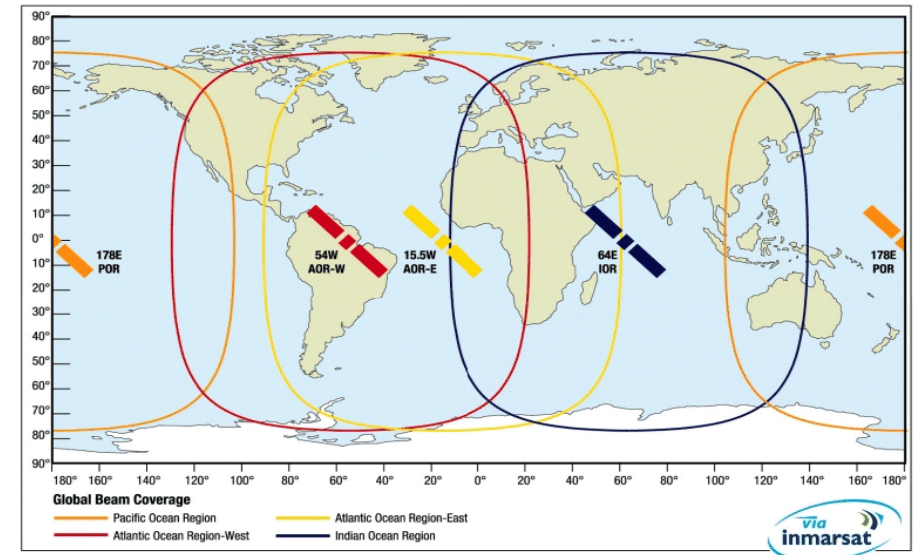 90°
80°
70°
60°
50°
40°
30°
20°
10°
0°
10°
20°
30°
40°
50°
60°
70°
80°
90°
178E
POR
54W
AOR-W
15.5W
AOR-E
64E
IOR
178E
POR
180° 160° 140° 120° 100° 80° 60° 40° 20° 0° 20° 40° 60° 80° 100° 120° 140° 160° 180°
Global Beam Coverage
Pacific Ocean Region
Atlantic Ocean Region-East
Atlantic Ocean Region-West
Indian Ocean Region
via
inmarsat